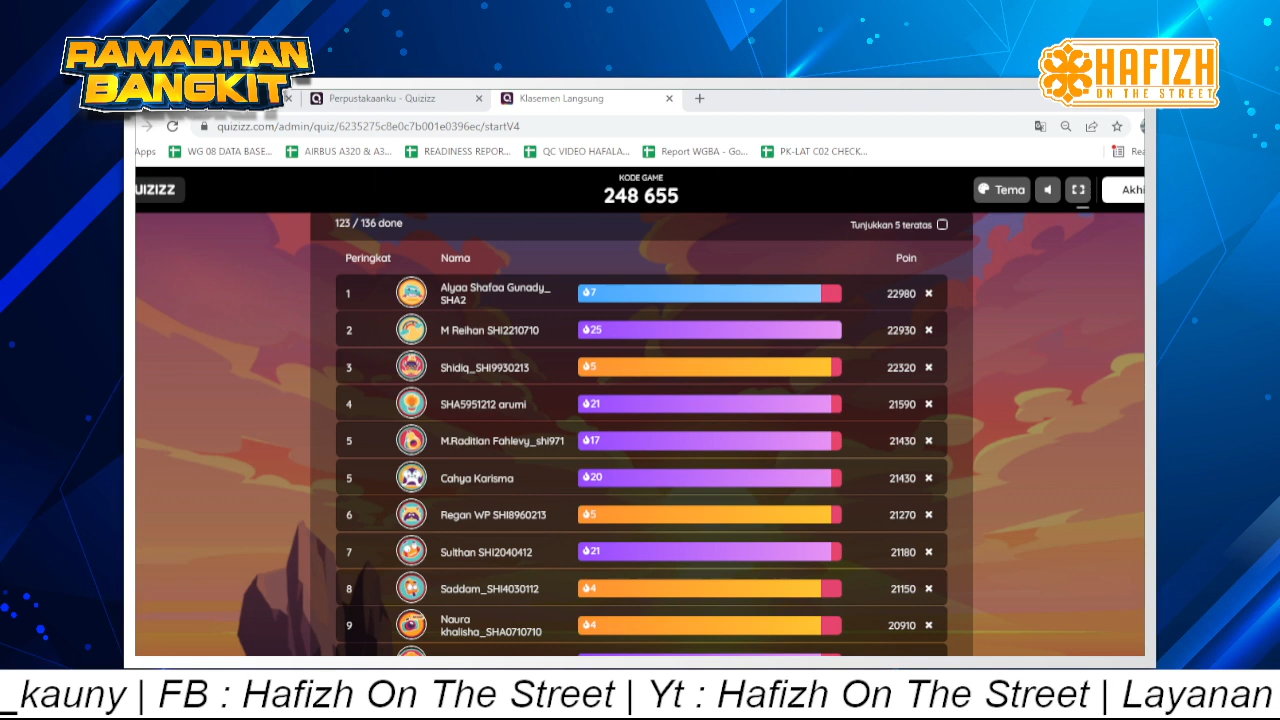 RAMADHAN
BANGKIT
HAFIZH
ON THE STREET
Perpustakaanku - Quizizz
Klasemen Langsung
quizizz.com/admin/quiz/6235275c8e0c7b001e0396ec/startV4
Apps WG 08 DATA BASE... AIRBUS A320 & A3... READINESS REPOR... QC VIDEO HAFALA... Report WGBA - Go... PK-LAT C02 CHECK... Rea
UIZIZZ
KODE GAME
248 655
Tema
Akhi
123 / 136 done
Tunjukkan 5 teratas
Peringkat Nama Poin
1 Alyaa Shafaa Gunady_
SHA2 7 22980
2 M Reihan SHI2210710 25 22930
3 Shidiq_SHI9930213 5 22320
4 SHA5951212 arumi 21 21590
5 M.Raditian Fahlevy_shi971 17 21430
5 Cahya Karisma 20 21430
6 Regan WP SHI8960213 5 21270
7 Sulthan SHI2040412 21 21180
8 Saddam_SHI4030112 4 21150
9 Naura
khalisha_SHA0710710 4 20910
_kauny | FB : Hafizh On The Street | Yt : Hafizh On The Street | Layanan